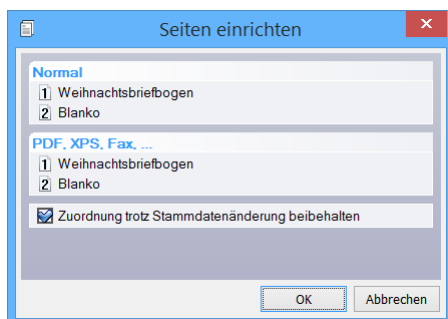 Seiten einrichten
Normal
1 Weihnachtsbriefbogen
2 Blanko
PDF, XPS, Fax, ...
1 Weihnachtsbriefbogen
2 Blanko
Zuordnung trotz Stammdatenänderung beibehalten
OK Abbrechen